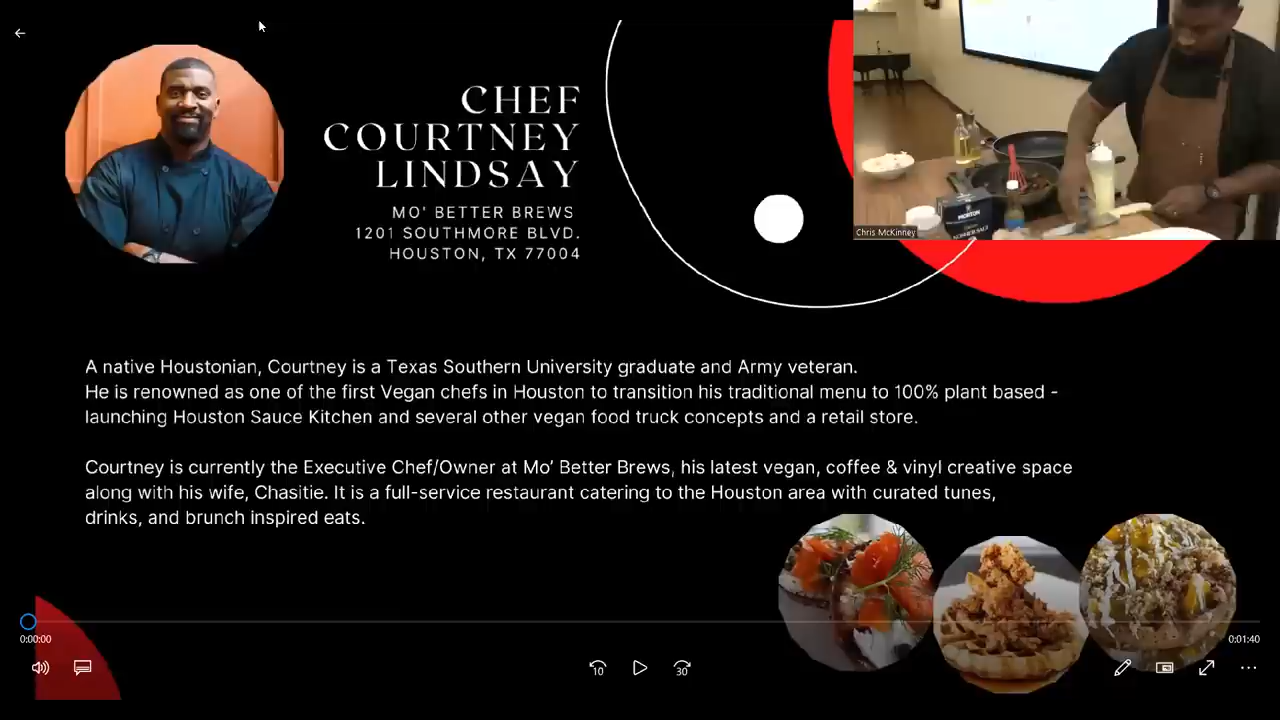 CHEF
COURTNEY
LINDSAY
MO' BETTER BREWS
1201 SOUTHMORE BLVD.
HOUSTON, TX 77004
MORTON
KOSHER SALT
Chris McKinney
A native Houstonian, Courtney is a Texas Southern University graduate and Army veteran.
He is renowned as one of the first Vegan chefs in Houston to transition his traditional menu to 100% plant based -
launching Houston Sauce Kitchen and several other vegan food truck concepts and a retail store.
Courtney is currently the Executive Chef/Owner at Mo’ Better Brews, his latest vegan, coffee & vinyl creative space
along with his wife, Chasitie. It is a full-service restaurant catering to the Houston area with curated tunes,
drinks, and brunch inspired eats.
0:00:00
0:01:40
10
30